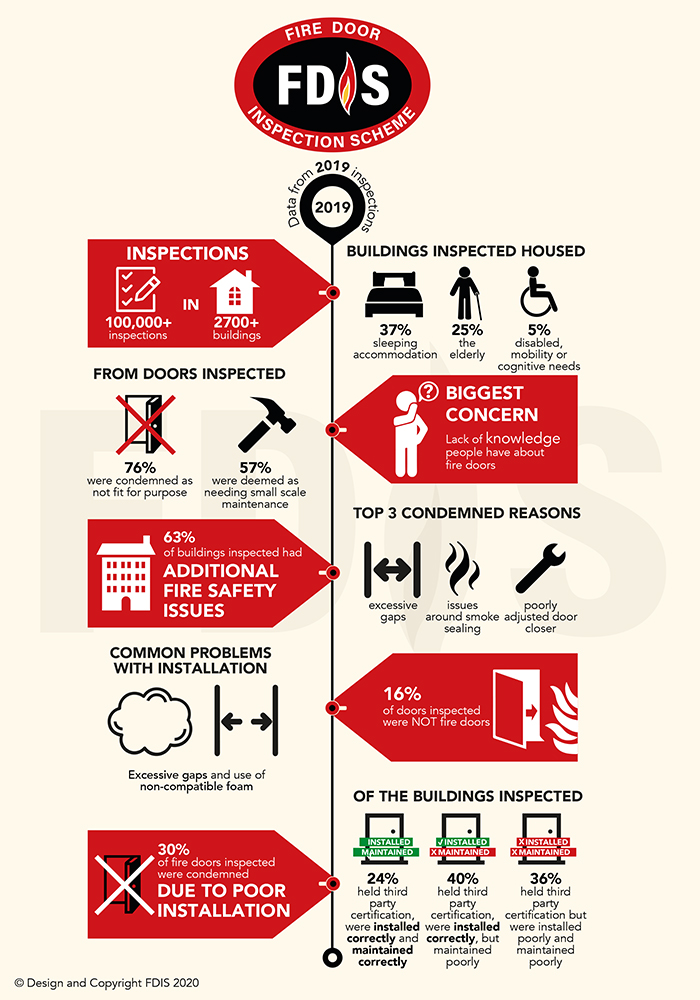 FIRE DOOR
FDIS
INSPECTION SCHEME
Data from 2019 inspections
2019
INSPECTIONS
100,000+
inspections
IN
2700+
buildings
BUILDINGS INSPECTED HOUSED
37%
sleeping
accommodation
25%
the
elderly
5%
disabled,
mobility or
cognitive needs
FROM DOORS INSPECTED
76%
were condemned as
not fit for purpose
57%
were deemed as
needing small scale
maintenance
?
BIGGEST
CONCERN
Lack of knowledge
people have about
fire doors
63%
of buildings inspected had
ADDITIONAL
FIRE SAFETY
ISSUES
TOP 3 CONDEMNED REASONS
excessive
gaps
issues
around smoke
sealing
poorly
adjusted door
closer
COMMON PROBLEMS
WITH INSTALLATION
Excessive gaps and use of
non-compatible foam
16%
of doors inspected
were NOT fire doors
30%
of fire doors inspected
were condemned
DUE TO POOR
INSTALLATION
OF THE BUILDINGS INSPECTED
INSTALLED
MAINTAINED
24%
held third
party
certification,
were installed
correctly and
maintained
correctly
✓INSTALLED
X MAINTAINED
40%
held third
party
certification,
were installed
correctly, but
maintained
poorly
X INSTALLED
X MAINTAINED
36%
held third
party
certification but
were installed
poorly and
maintained
poorly
FDIS
© Design and Copyright FDIS 2020